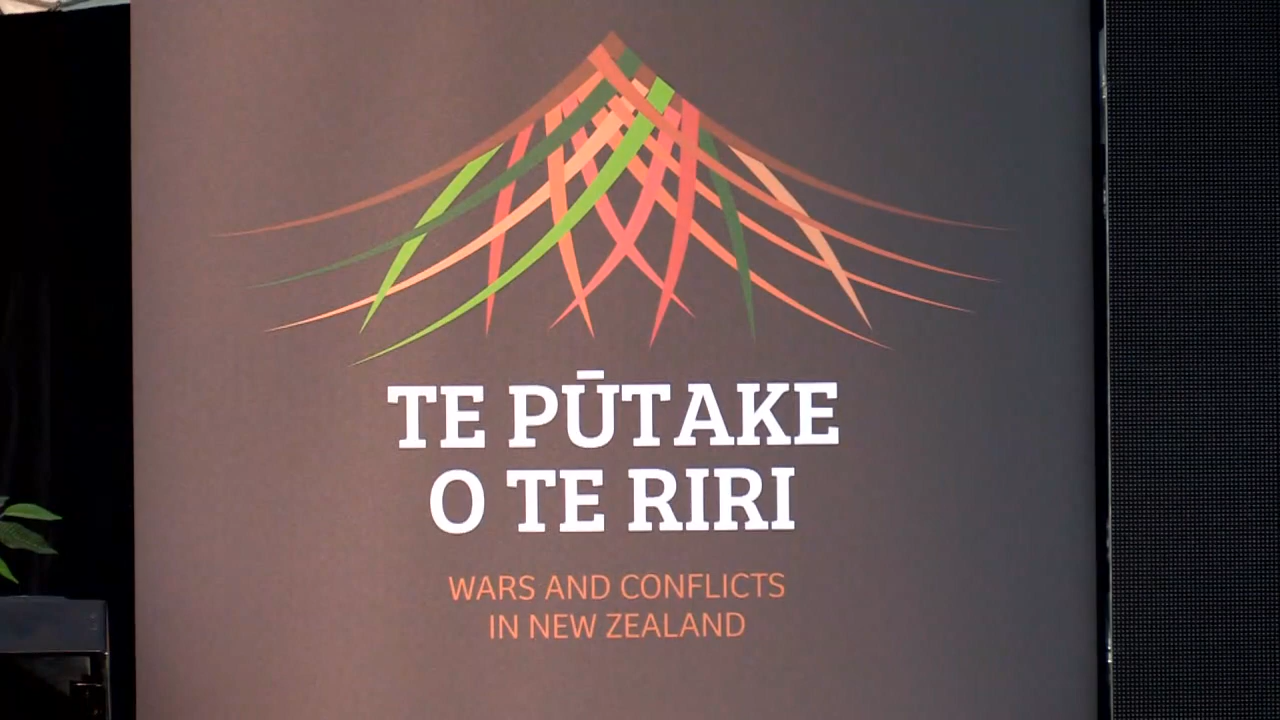 TE PŪTAKE
O TE RIRI
WARS AND CONFLICTS
IN NEW ZEALAND